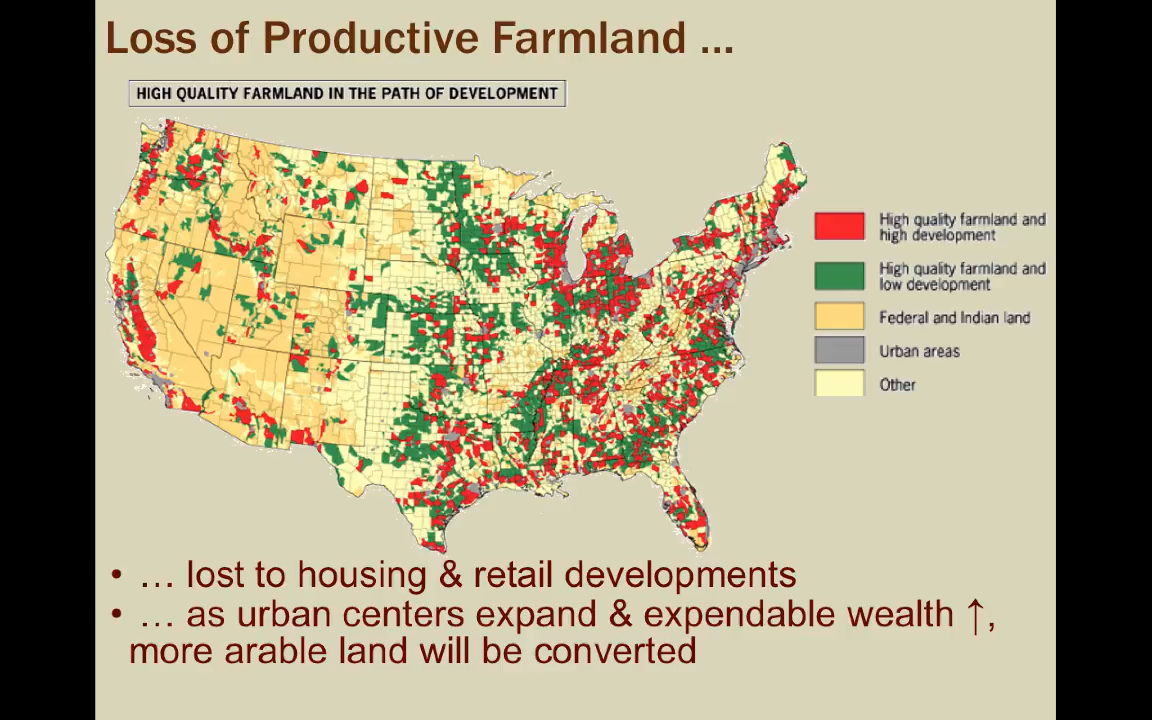 Loss of Productive Farmland ...
HIGH QUALITY FARMLAND IN THE PATH OF DEVELOPMENT
High quality farmland and
high development
High quality farmland and
low development
Federal and Indian land
Urban areas
Other
• … lost to housing & retail developments
• … as urban centers expand & expendable wealth ↑,
more arable land will be converted